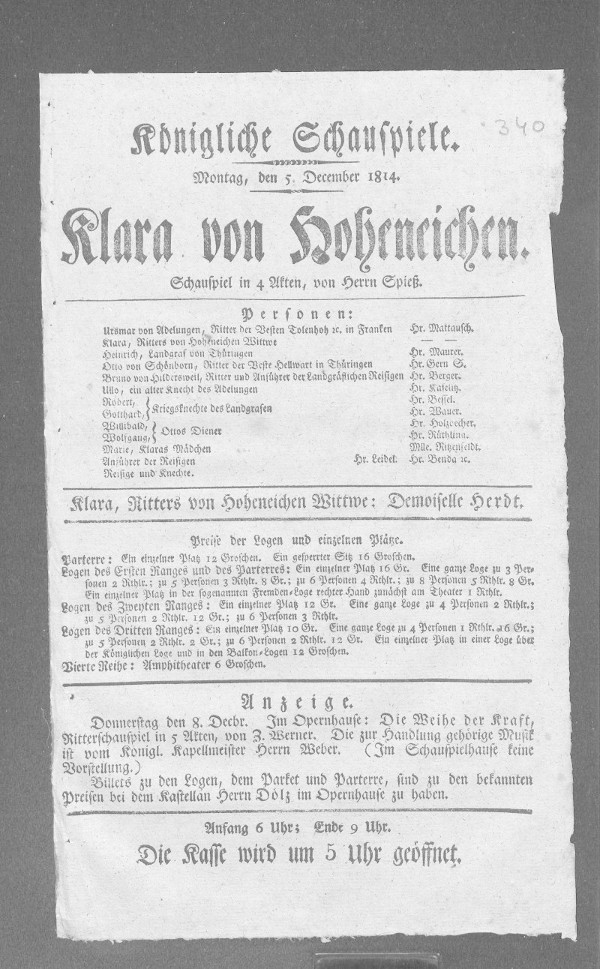 340
Königliche Schauspiele.
Montag, den 5. December 1814.
Klara von Hoheneichen.
Schauspiel in 4 Akten, von Herrn Spieß.
Personen:
Ursmar von Adelungen, Ritter der Vesten Tolenhotz ec. in Franken Hr. Mattausch.
Klara, Ritters von Hoheneichen Wittwe — —
Heinrich, Landgraf von Thüringen Hr. Maurer.
Otto von Schönborn, Ritter der Veste Hellwart in Thüringen Hr. Gern S.
Bruno von Hilderswell, Ritter und Anführer der Landgräflichen Reisigen Hr. Berger.
Ullo, ein alter Knecht des Adelungen Hr.
Robert, Hr. Bessel.
Gotthard, Kriegsknechte des Landgrafen Hr. Wauer.
Willibald, Hr. Holzbecher.
Wolfgang, Ottos Diener Hr. Rüthling.
Marie, Klaras Mädchen Mlle.
Anführer der Reisigen Hr. Leidel. Hr. Benda ec.
Reisige und Knechte.
Klara, Ritters von Hoheneichen Wittwe: Demoiselle Herdt.
Preise der Logen und einzelnen Plätze.
Parterre: Ein einzelner Platz 12 Groschen. Ein gesperrter Sitz 16 Groschen.
Logen des Ersten Ranges und des Parterres: Ein einzelner Platz 16 Gr. Eine ganze Loge zu 3 Per-
sonen 2 Rthlr.; zu 5 Personen 3 Rthlr. 8 Gr.; zu 6 Personen 4 Rthlr.; zu 8 Personen 5 Rthlr. 8 Gr.
Ein einzelner Platz in der sogenannten Fremden-Loge rechter Hand zunächst am Theater 1 Rthlr.
Logen des Zweyten Ranges: Ein einzelner Platz 12 Gr. Eine ganze Loge zu 4 Personen 2 Rthlr.;
zu 5 Personen 2 Rthlr. 12 Gr.; zu 6 Personen 3 Rthlr.
Logen des Dritten Ranges: Ein einzelner Platz 10 Gr. Eine ganze Loge zu 4 Personen 1 Rthlr. 16 Gr.;
zu 5 Personen 2 Rthlr. 2 Gr.; zu 6 Personen 2 Rthlr. 12 Gr. Ein einzelner Platz in einer Loge über
der Königlichen Loge und in den Balkon-Logen 12 Groschen.
Vierte Reihe: Amphitheater 6 Groschen.
Anzeige.
Donnerstag den 8. Decbr. Im Opernhause: Die Weihe der Kraft,
Ritterschauspiel in 5 Akten, von Z. Werner. Die zur Handlung gehörige Musik
ist vom Königl. Kapellmeister Herrn Weber. (Im Schauspielhause keine
Vorstellung.)
Billets zu den Logen, dem Parket und Parterre, sind zu den bekannten
Preisen bei dem Kastellan Herrn Dölz im Opernhause zu haben.
Anfang 6 Uhr; Ende 9 Uhr.
Die Kasse wird um 5 Uhr geöffnet.